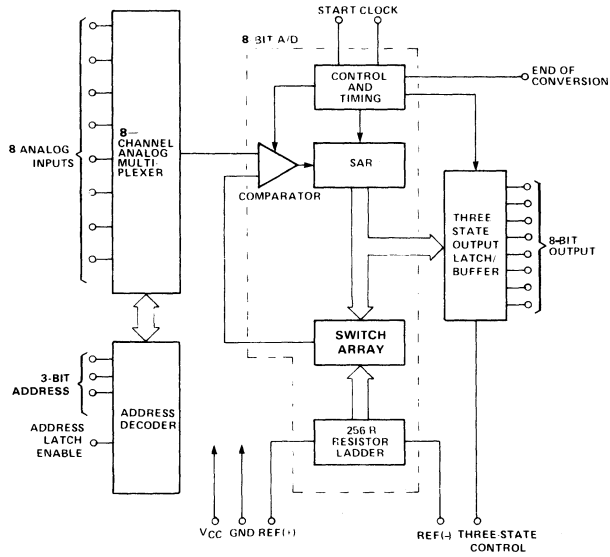 START CLOCK
8 BIT A/D
CONTROL
AND
TIMING
END OF
CONVERSION
8 ANALOG
INPUTS
8—
CHANNEL
ANALOG
MULTI-
PLEXER
SAR
COMPARATOR
THREE
STATE
OUTPUT
LATCH/
BUFFER
8-BIT
OUTPUT
SWITCH
ARRAY
3-BIT
ADDRESS
ADDRESS
LATCH
ENABLE
ADDRESS
DECODER
256 R
RESISTOR
LADDER
VCC GND REF(+) REF(-) THREE-STATE
CONTROL